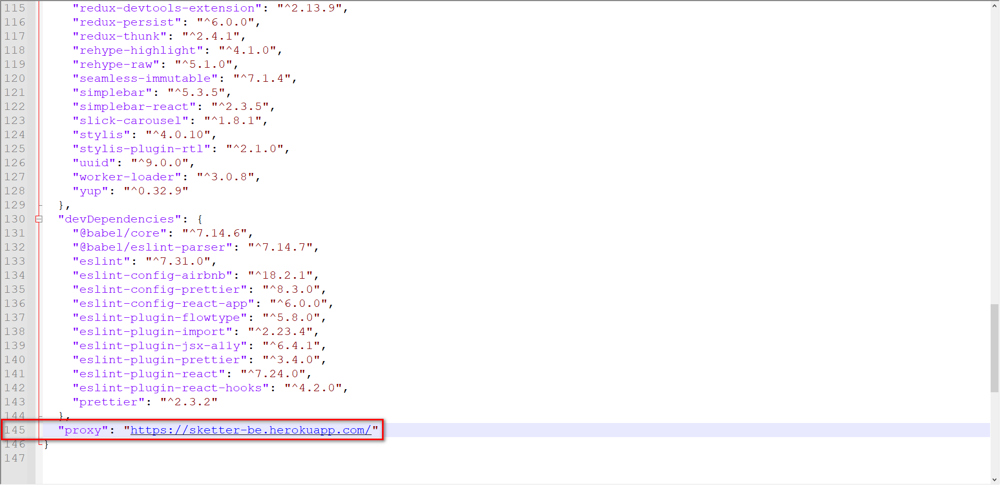 115 "redux-devtools-extension": "^2.13.9",
116 "redux-persist": "^6.0.0",
117 "redux-thunk": "^2.4.1",
118 "rehype-highlight": "^4.1.0",
119 "rehype-raw": "^5.1.0",
120 "seamless-immutable": "^7.1.4",
121 "simplebar": "^5.3.5",
122 "simplebar-react": "^2.3.5",
123 "slick-carousel": "^1.8.1",
124 "stylis": "^4.0.10",
125 "stylis-plugin-rtl": "^2.1.0",
126 "uuid": "^9.0.0",
127 "worker-loader": "^3.0.8",
128 "yup": "^0.32.9"
129 },
130 "devDependencies": {
131 "@babel/core": "^7.14.6",
132 "@babel/eslint-parser": "^7.14.7",
133 "eslint": "^7.31.0",
134 "eslint-config-airbnb": "^18.2.1",
135 "eslint-config-prettier": "^8.3.0",
136 "eslint-config-react-app": "^6.0.0",
137 "eslint-plugin-flowtype": "^5.8.0",
138 "eslint-plugin-import": "^2.23.4",
139 "eslint-plugin-jsx-a11y": "^6.4.1",
140 "eslint-plugin-prettier": "^3.4.0",
141 "eslint-plugin-react": "^7.24.0",
142 "eslint-plugin-react-hooks": "^4.2.0",
143 "prettier": "^2.3.2"
144 },
145 "proxy": "https://sketter-be.herokuapp.com/"
146 }
147